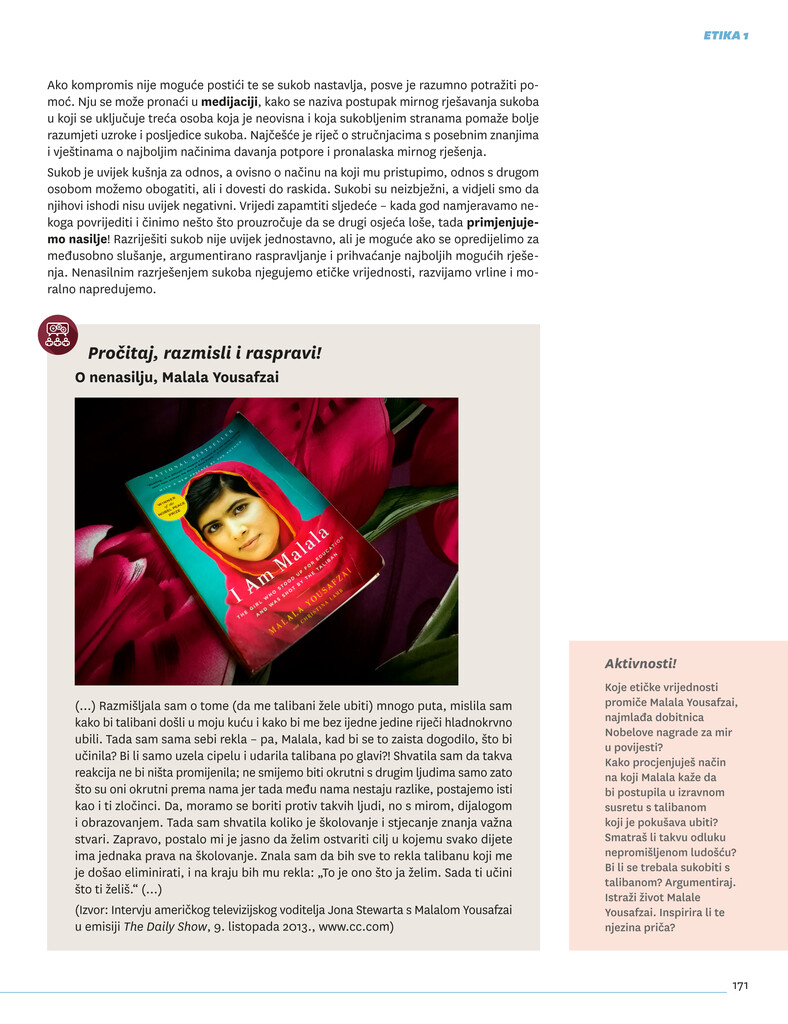 ETIKA 1
Ako kompromis nije moguće postići te se sukob nastavlja, posve je razumno potražiti po-
moć. Nju se može pronaći u medijaciji, kako se naziva postupak mirnog rješavanja sukoba
u koji se uključuje treća osoba koja je neovisna i koja sukobljenim stranama pomaže bolje
razumjeti uzroke i posljedice sukoba. Najčešće je riječ o stručnjacima s posebnim znanjima
i vještinama o najboljim načinima davanja potpore i pronalaska mirnog rješenja.
Sukob je uvijek kušnja za odnos, a ovisno o načinu na koji mu pristupimo, odnos s drugom
osobom možemo obogatiti, ali i dovesti do raskida. Sukobi su neizbježni, a vidjeli smo da
njihovi ishodi nisu uvijek negativni. Vrijedi zapamtiti sljedeće – kada god namjeravamo ne-
koga povrijediti i činimo nešto što prouzročuje da se drugi osjeća loše, tada primjenjuje-
mo nasilje! Razriješiti sukob nije uvijek jednostavno, ali je moguće ako se opredijelimo za
međusobno slušanje, argumentirano raspravljanje i prihvaćanje najboljih mogućih rješe-
nja. Nenasilnim razrješenjem sukoba njegujemo etičke vrijednosti, razvijamo vrline i mo-
ralno napredujemo.
Pročitaj, razmisli i raspravi!
O nenasilju, Malala Yousafzai
NATIONAL BESTSELLER
WINNER
of the
NOBEL PEACE
PRIZE
I Am Malala
THE GIRL WHO STOOD UP FOR EDUCATION
AND WAS SHOT BY THE TALIBAN
MALALA YOUSAFZAI
CHRISTINA LAMB
(...) Razmišljala sam o tome (da me talibani žele ubiti) mnogo puta, mislila sam
kako bi talibani došli u moju kuću i kako bi me bez ijedne jedine riječi hladnokrvno
ubili. Tada sam sama sebi rekla – pa, Malala, kad bi se to zaista dogodilo, što bi
učinila? Bi li samo uzela cipelu i udarila talibana po glavi?! Shvatila sam da takva
reakcija ne bi ništa promijenila; ne smijemo biti okrutni s drugim ljudima samo zato
što su oni okrutni prema nama jer tada među nama nestaju razlike, postajemo isti
kao i ti zločinci. Da, moramo se boriti protiv takvih ljudi, no s mirom, dijalogom
i obrazovanjem. Tada sam shvatila koliko je školovanje i stjecanje znanja važna
stvari. Zapravo, postalo mi je jasno da želim ostvariti cilj u kojemu svako dijete
ima jednaka prava na školovanje. Znala sam da bih sve to rekla talibanu koji me
je došao eliminirati, i na kraju bih mu rekla: „To je ono što ja želim. Sada ti učini
što ti želiš.“ (...)
(Izvor: Intervju američkog televizijskog voditelja Jona Stewarta s Malalom Yousafzai
u emisiji The Daily Show, 9. listopada 2013., www.cc.com)
Aktivnosti!
Koje etičke vrijednosti
promiče Malala Yousafzai,
najmlađa dobitnica
Nobelove nagrade za mir
u povijesti?
Kako procjenjuješ način
na koji Malala kaže da
bi postupila u izravnom
susretu s talibanom
koji je pokušava ubiti?
Smatraš li takvu odluku
nepromišljenom ludošću?
Bi li se trebala sukobiti s
talibanom? Argumentiraj.
Istraži život Malale
Yousafzai. Inspirira li te
njezina priča?
171